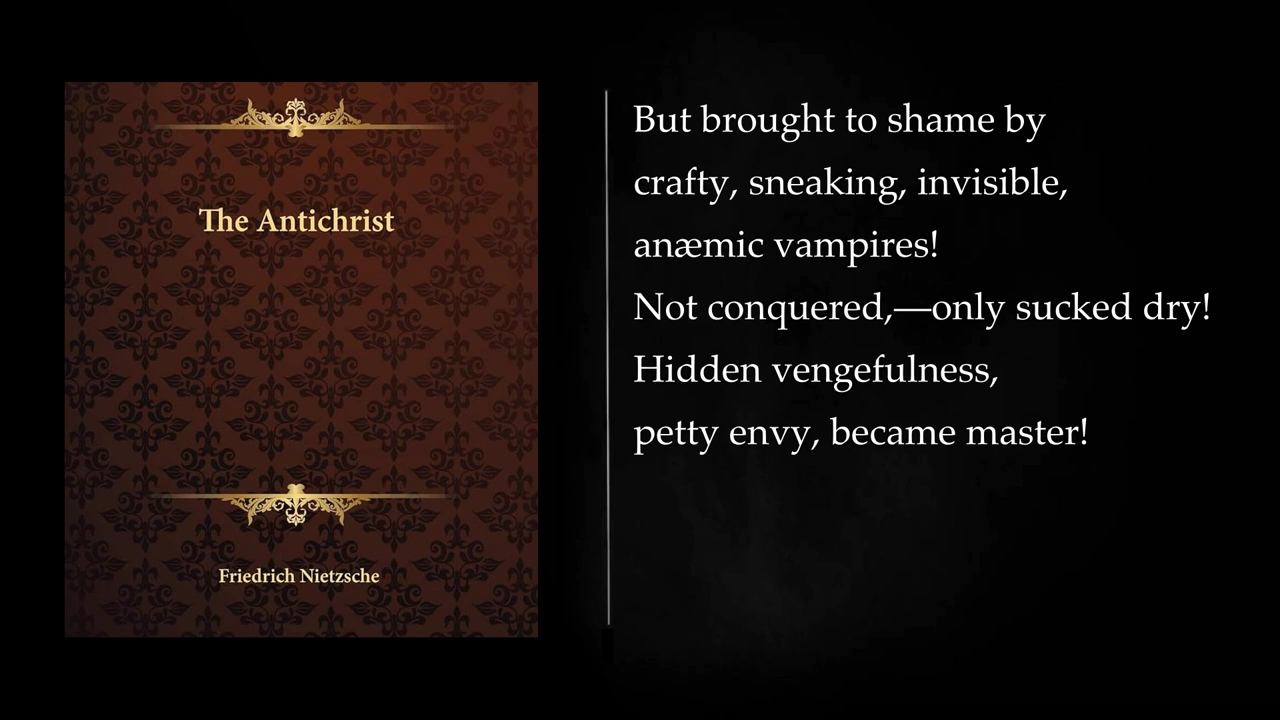 The Antichrist
Friedrich Nietzsche
But brought to shame by
crafty, sneaking, invisible,
anæmic vampires!
Not conquered,—only sucked dry!
Hidden vengefulness,
petty envy, became master!